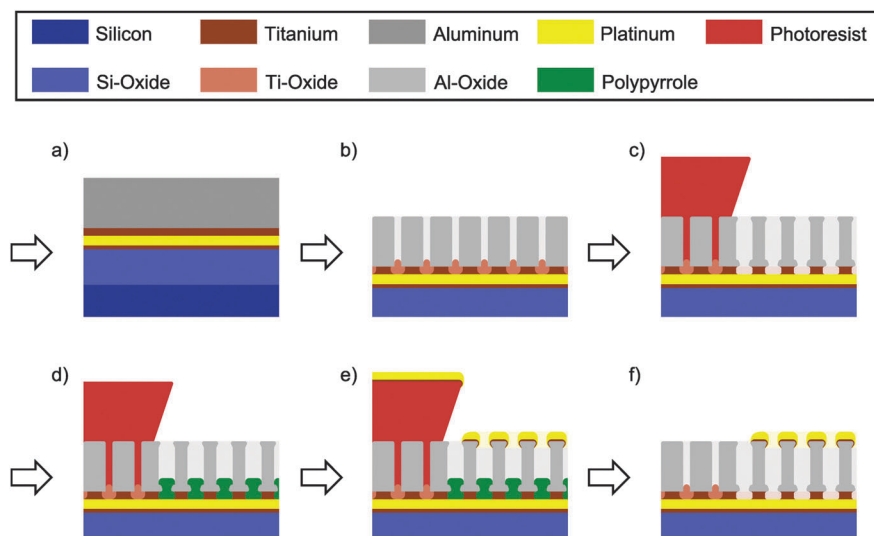 Silicon Titanium Aluminum Platinum Photoresist
Si-Oxide Ti-Oxide Al-Oxide Polypyrrole
a) b) c)
d) e) f)